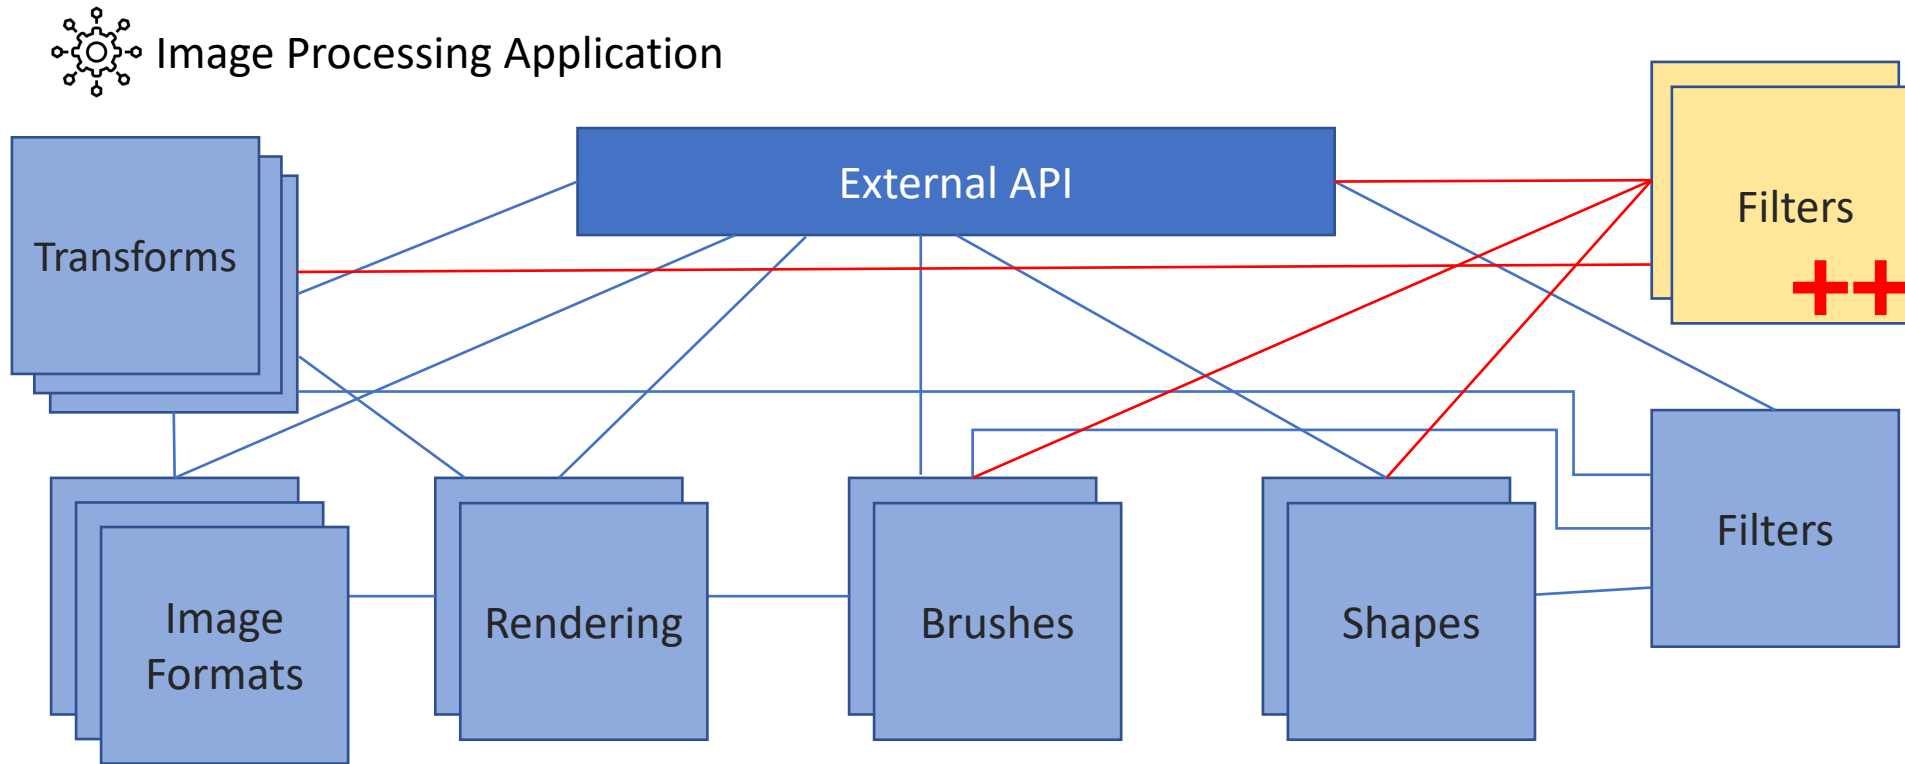 Image Processing Application
External API
Transforms
Filters
++
Image
Formats
Rendering
Brushes
Shapes
Filters